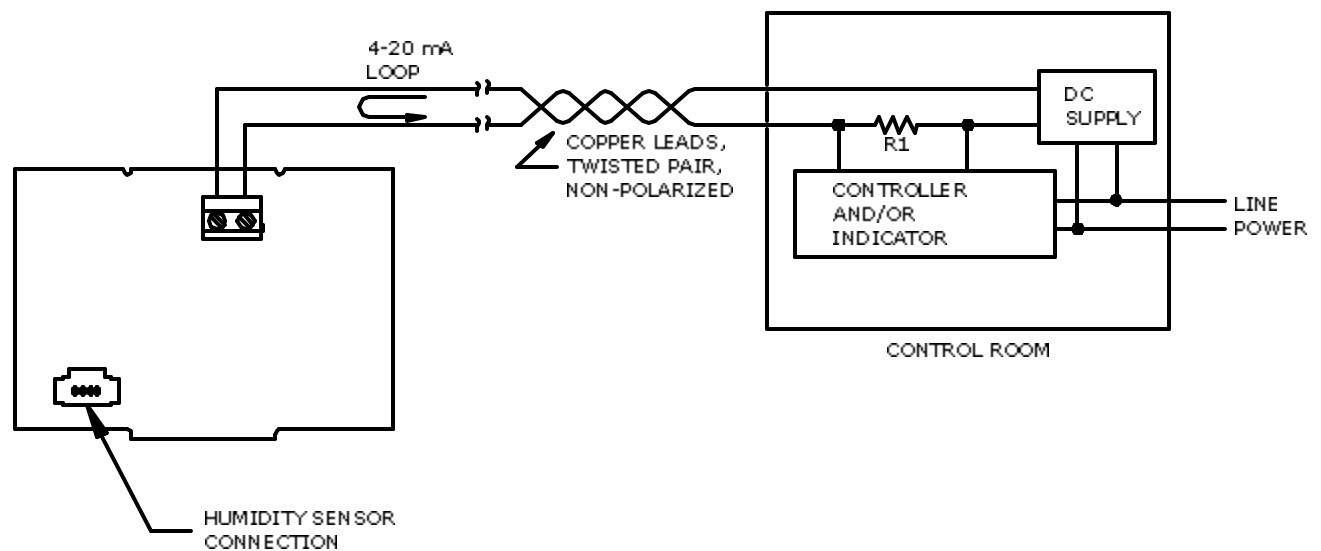 4-20 mA
LOOP
COPPER LEADS,
TWISTED PAIR,
NON-POLARIZED
DC
SUPPLY
R1
CONTROLLER
AND/OR
INDICATOR
LINE
POWER
CONTROL ROOM
HUMIDITY SENSOR
CONNECTION